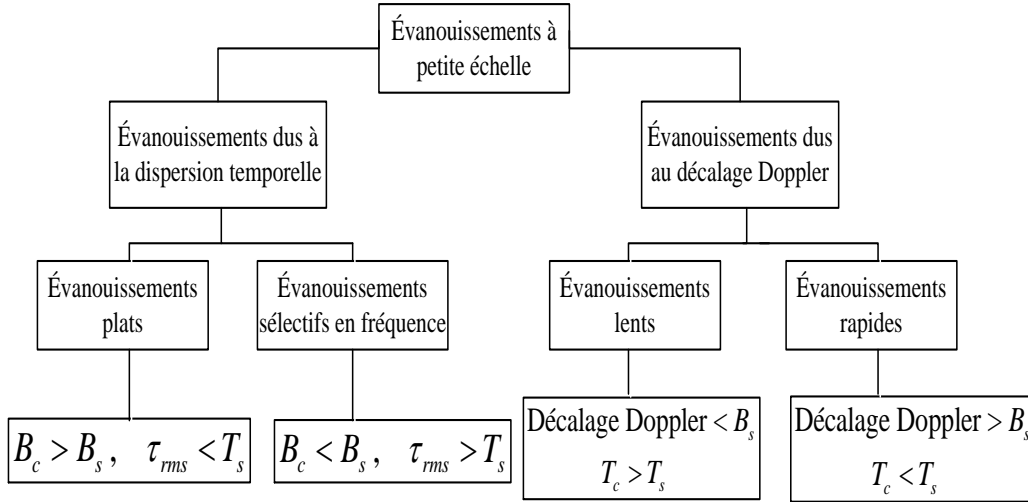 Évanouissements à
petite échelle
Évanouissements dus à
la dispersion temporelle
Évanouissements dus
au décalage Doppler
Évanouissements
plats
Évanouissements
sélectifs en fréquence
Évanouissements
lents
Évanouissements
rapides
B_c > B_s , τ_rms < T_s
B_c < B_s , τ_rms > T_s
Décalage Doppler < B_s
T_c > T_s
Décalage Doppler > B_s
T_c < T_s